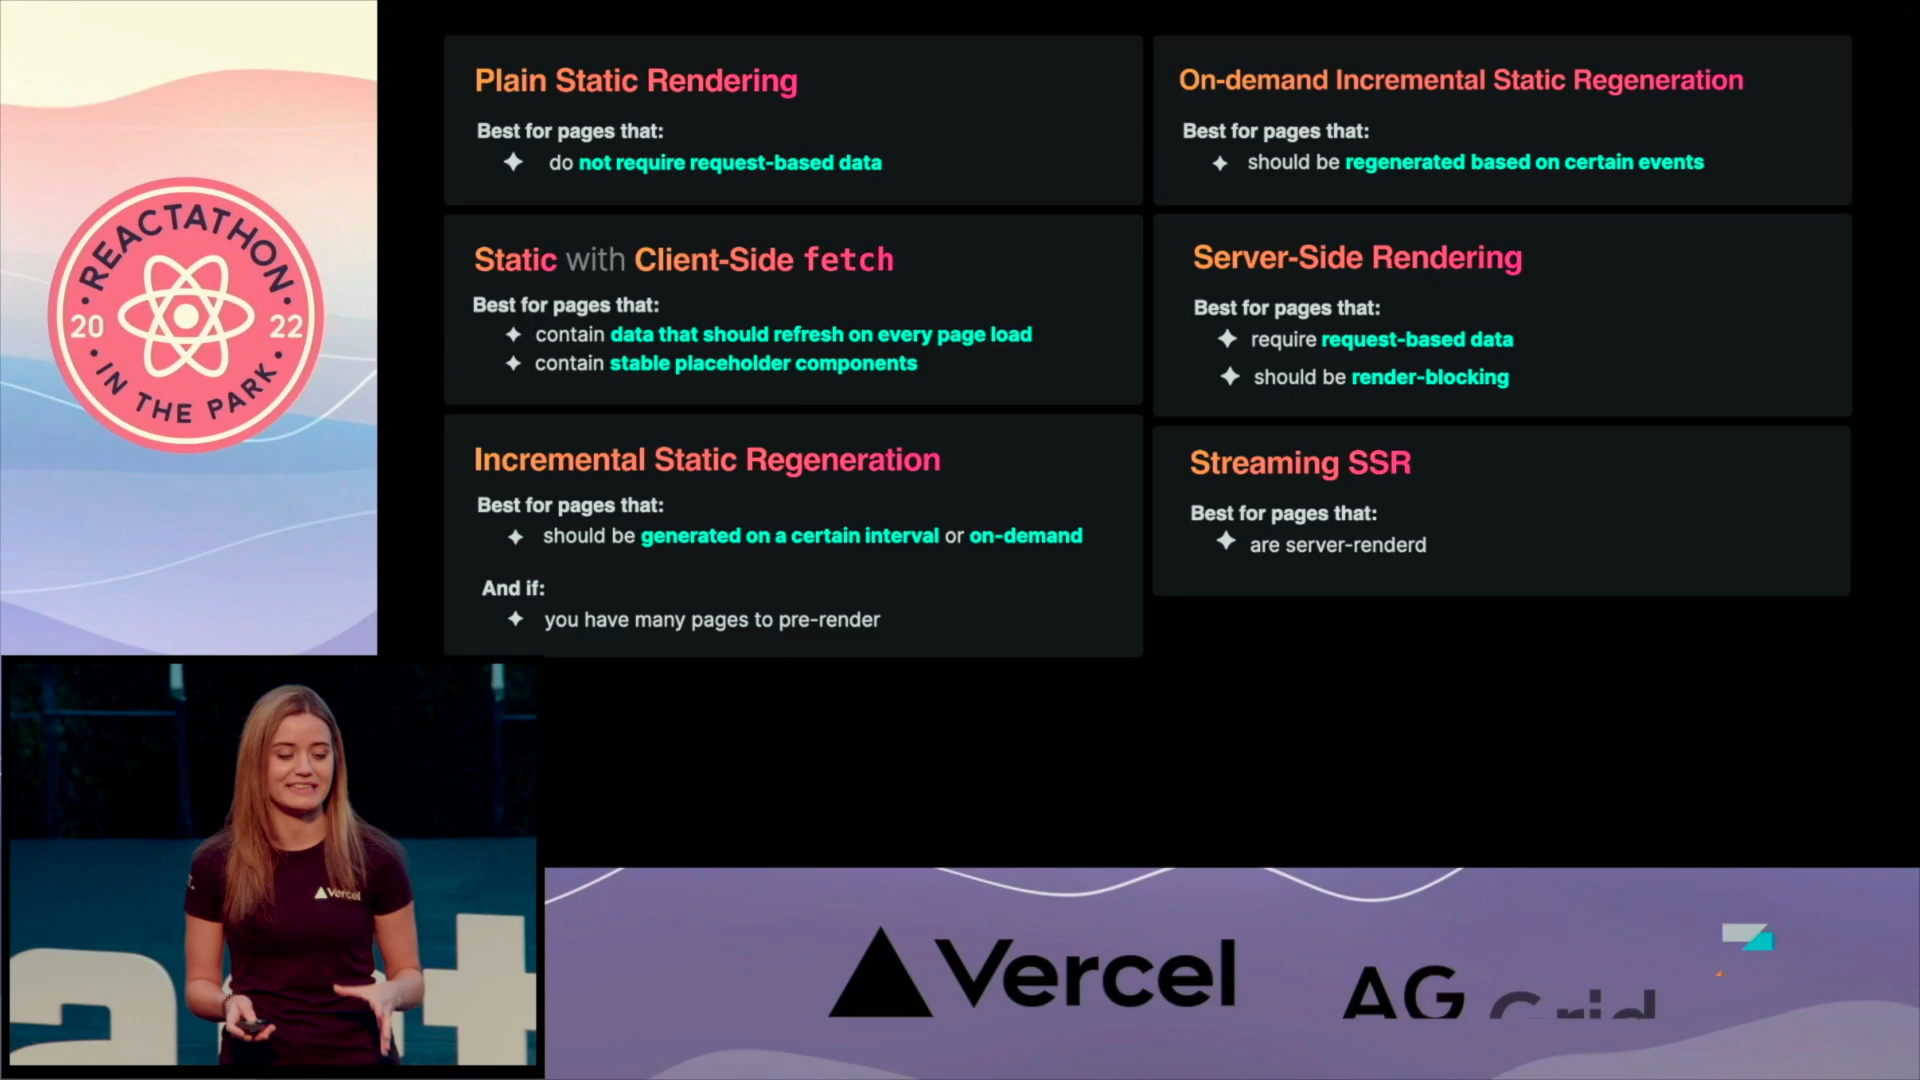 REACTATHON
20 22
IN THE PARK
Plain Static Rendering
Best for pages that:
do not require request-based data
Static with Client-Side fetch
Best for pages that:
contain data that should refresh on every page load
contain stable placeholder components
Incremental Static Regeneration
Best for pages that:
should be generated on a certain interval or on-demand
And if:
you have many pages to pre-render
On-demand Incremental Static Regeneration
Best for pages that:
should be regenerated based on certain events
Server-Side Rendering
Best for pages that:
require request-based data
should be render-blocking
Streaming SSR
Best for pages that:
are server-renderd
Vercel
Vercel
AG Grid